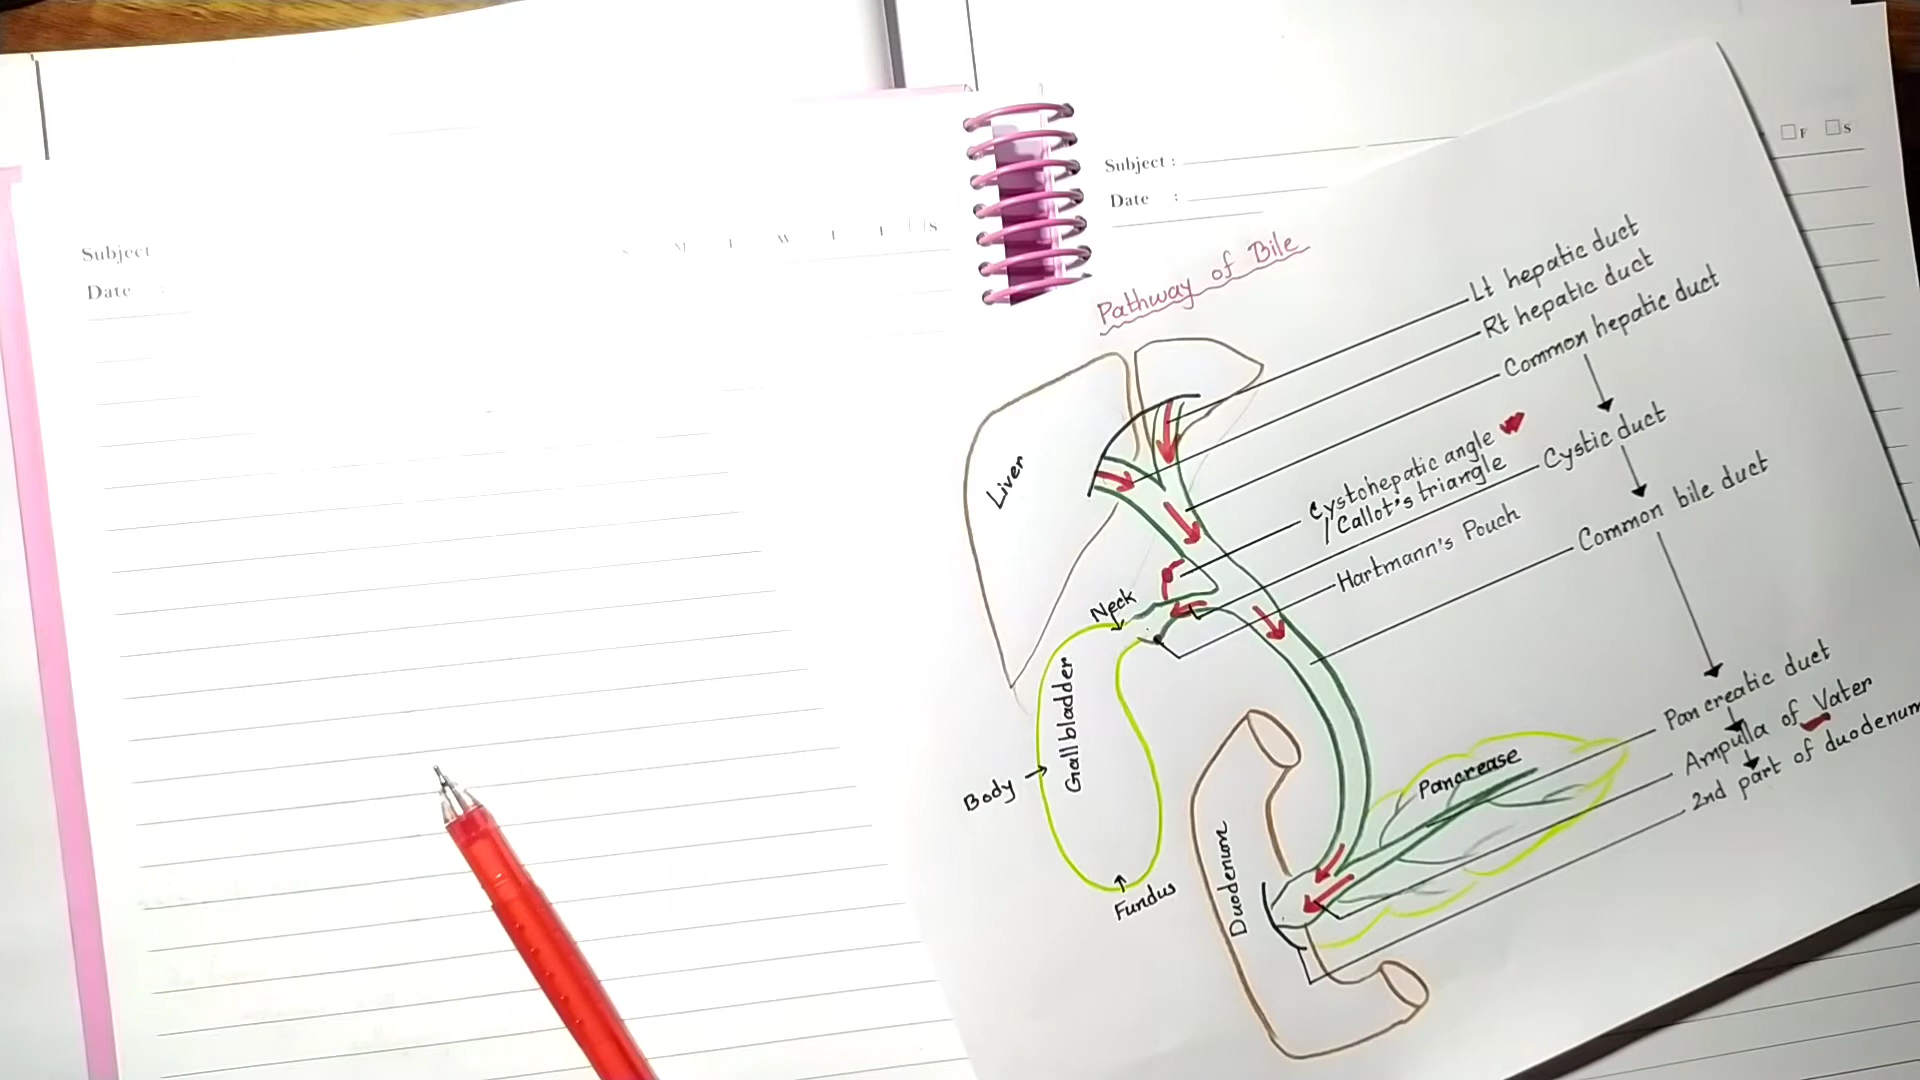 Subject
Date :
S M T W T F S
Subject :
Date :
F S
Pathway of Bile
Lt hepatic duct
Rt hepatic duct
Common hepatic duct
Cystohepatic angle
/Callot's triangle
Cystic duct
Hartmann's Pouch
Common bile duct
Pancreatic duct
Ampulla of Vater
2nd part of duodenum
Liver
Neck
Gall bladder
Body
Fundus
Duodenum
Pancrease